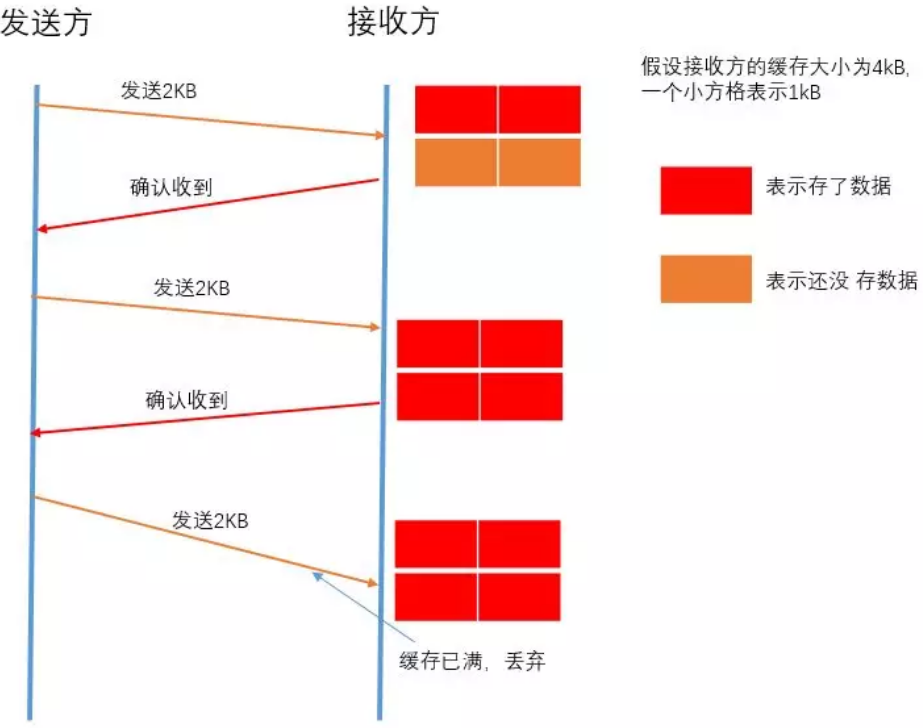 发送方
接收方
假设接收方的缓存大小为4kB,
一个小方格表示1kB
发送2KB
确认收到
表示存了数据
发送2KB
表示还没 存数据
确认收到
发送2KB
缓存已满，丢弃